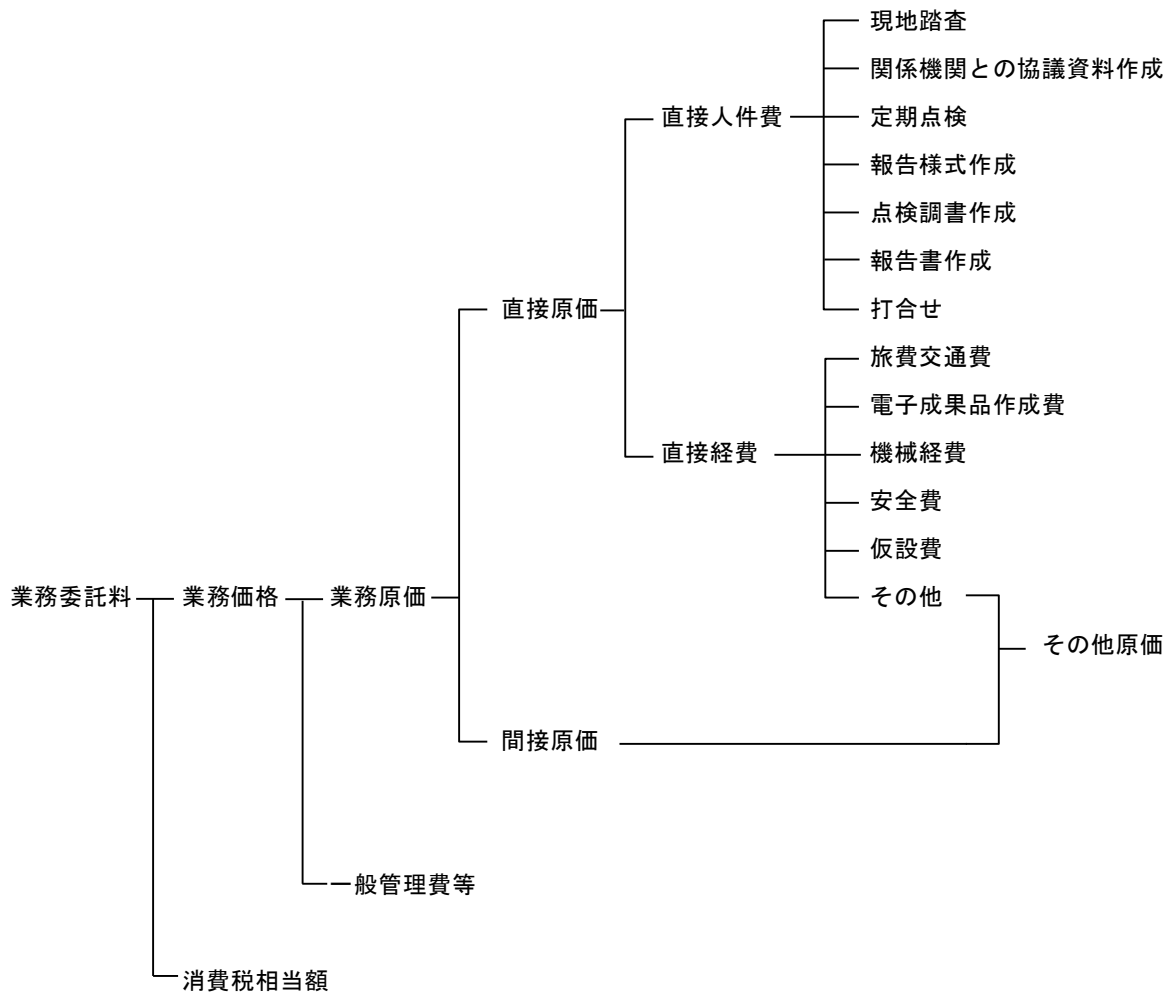 現地踏査
関係機関との協議資料作成
直接人件費
定期点検
報告様式作成
点検調書作成
報告書作成
直接原価
打合せ
旅費交通費
電子成果品作成費
直接経費
機械経費
安全費
仮設費
業務委託料
業務価格
業務原価
その他
その他原価
間接原価
一般管理費等
消費税相当額